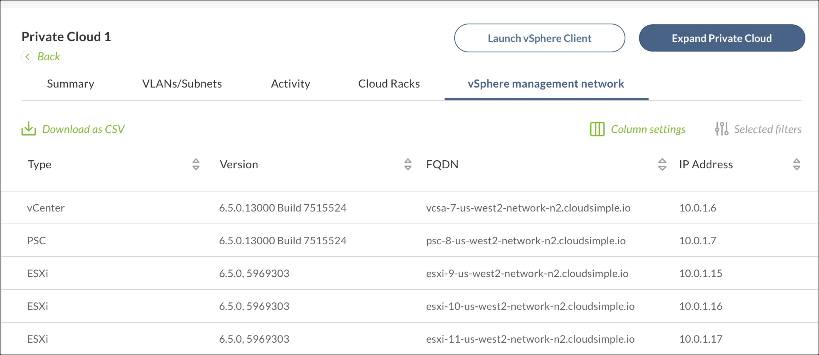 Private Cloud 1
Launch vSphere Client
Expand Private Cloud
Back
Summary VLANs/Subnets Activity Cloud Racks vSphere management network
Download as CSV Column settings Selected filters
Type Version FQDN IP Address
vCenter 6.5.0.13000 Build 7515524 vcsa-7-us-west2-network-n2.cloudsimple.io 10.0.1.6
PSC 6.5.0.13000 Build 7515524 psc-8-us-west2-network-n2.cloudsimple.io 10.0.1.7
ESXi 6.5.0, 5969303 esxi-9-us-west2-network-n2.cloudsimple.io 10.0.1.15
ESXi 6.5.0, 5969303 esxi-10-us-west2-network-n2.cloudsimple.io 10.0.1.16
ESXi 6.5.0, 5969303 esxi-11-us-west2-network-n2.cloudsimple.io 10.0.1.17